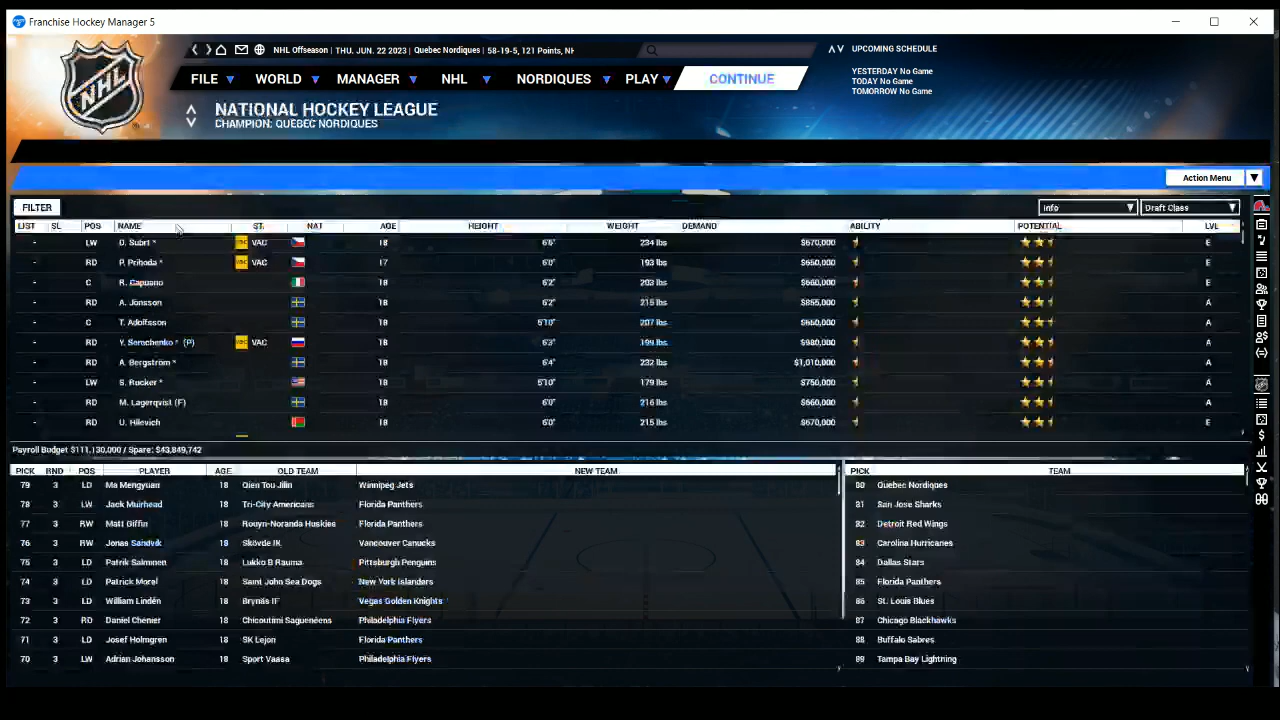 Franchise Hockey Manager 5
NHL Offseason | THU. JUN. 22 2023 | Quebec Nordiques | 58-19-5, 121 Points, NH
UPCOMING SCHEDULE
YESTERDAY No Game
TODAY No Game
TOMORROW No Game
FILE WORLD MANAGER NHL NORDIQUES PLAY CONTINUE
NHL
NATIONAL HOCKEY LEAGUE
CHAMPION: QUEBEC NORDIQUES
Action Menu
FILTER Info Draft Class
LIST SL POS NAME ST. NAT AGE HEIGHT WEIGHT DEMAND ABILITY POTENTIAL LVL
- LW D. Subrt * VAC 18 6'6" 234 lbs $670,000 E
- RD P. Prihoda * VAC 17 6'0" 193 lbs $650,000 E
- C R. Capuano 18 6'2" 203 lbs $660,000 E
- RD A. Jonsson 18 6'2" 215 lbs $855,000 A
- C T. Adolfsson 18 5'10" 207 lbs $650,000 A
- RD Y. Serachenko * (P) VAC 18 6'3" 199 lbs $980,000 A
- RD A. Bergström * 18 6'4" 232 lbs $1,010,000 A
- LW S. Rucker * 18 5'10" 179 lbs $750,000 A
- RD M. Lagerqvist (F) 18 6'0" 216 lbs $660,000 A
- RD U. Hilevich 18 6'0" 215 lbs $670,000 E
Payroll Budget $111,130,000 / Spare: $43,849,742
PICK RND POS PLAYER AGE OLD TEAM NEW TEAM PICK TEAM
79 3 LD Ma Mengyuan 18 Qien Tou Jilin Winnipeg Jets 80 Quebec Nordiques
78 3 LW Jack Muirhead 18 Tri-City Americans Florida Panthers 81 San Jose Sharks
77 3 RW Matt Giffin 18 Rouyn-Noranda Huskies Florida Panthers 82 Detroit Red Wings
76 3 RW Jonas Sandvik 18 Skövde IK Vancouver Canucks 83 Carolina Hurricanes
75 3 LD Patrik Salminen 18 Lukko B Rauma Pittsburgh Penguins 84 Dallas Stars
74 3 LD Patrick Morel 18 Saint John Sea Dogs New York Islanders 85 Florida Panthers
73 3 LD William Lindén 18 Brynäs IF Vegas Golden Knights 86 St. Louis Blues
72 3 RD Daniel Chenier 18 Chicoutimi Saguenéens Philadelphia Flyers 87 Chicago Blackhawks
71 3 LD Josef Holmgren 18 SK Lejon Florida Panthers 88 Buffalo Sabres
70 3 LW Adrian Johansson 18 Sport Vaasa Philadelphia Flyers 89 Tampa Bay Lightning